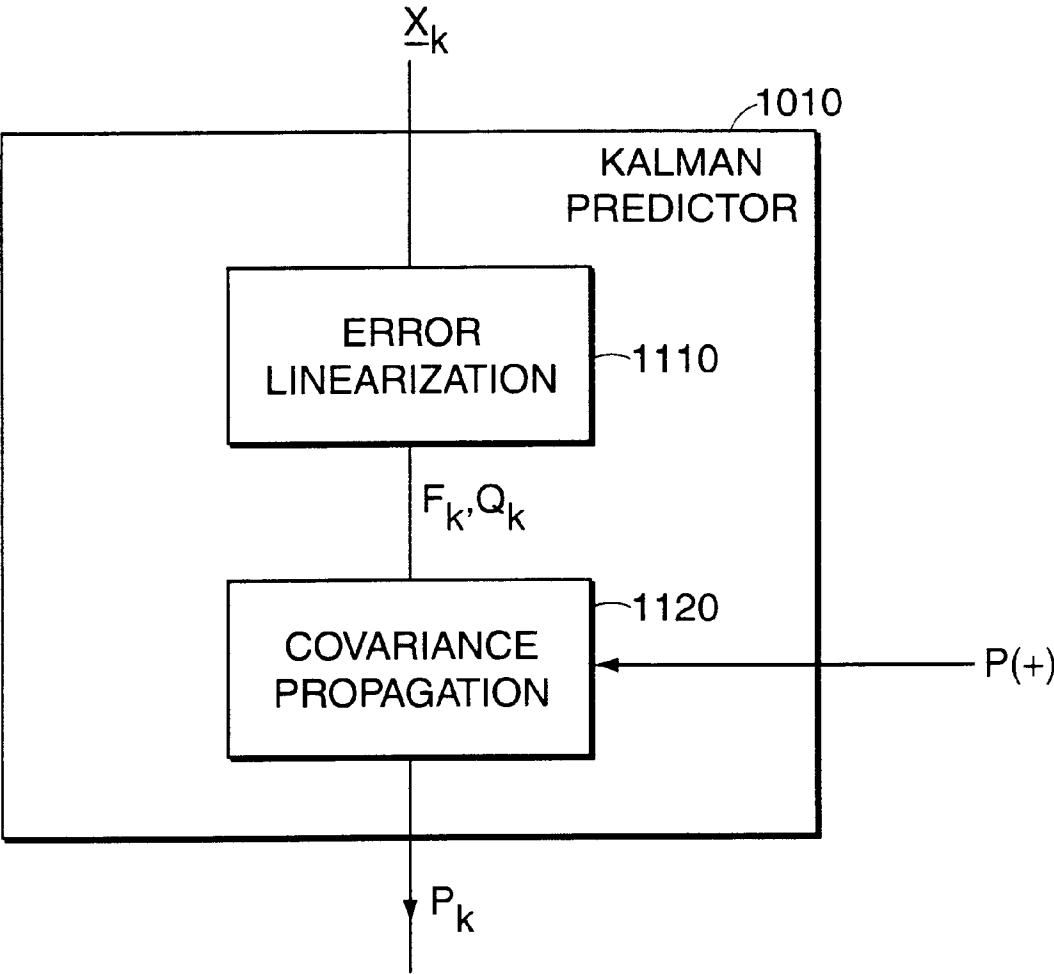 X_k
1010
KALMAN
PREDICTOR
ERROR
LINEARIZATION
1110
F_k,Q_k
1120
COVARIANCE
PROPAGATION
P(+)
P_k